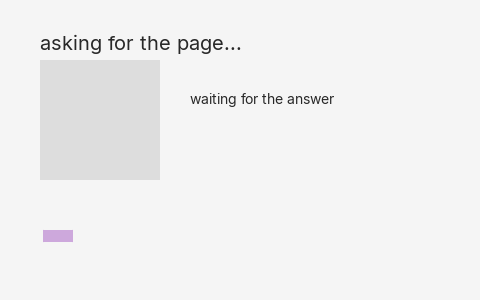 asking for the page...
waiting for the answer